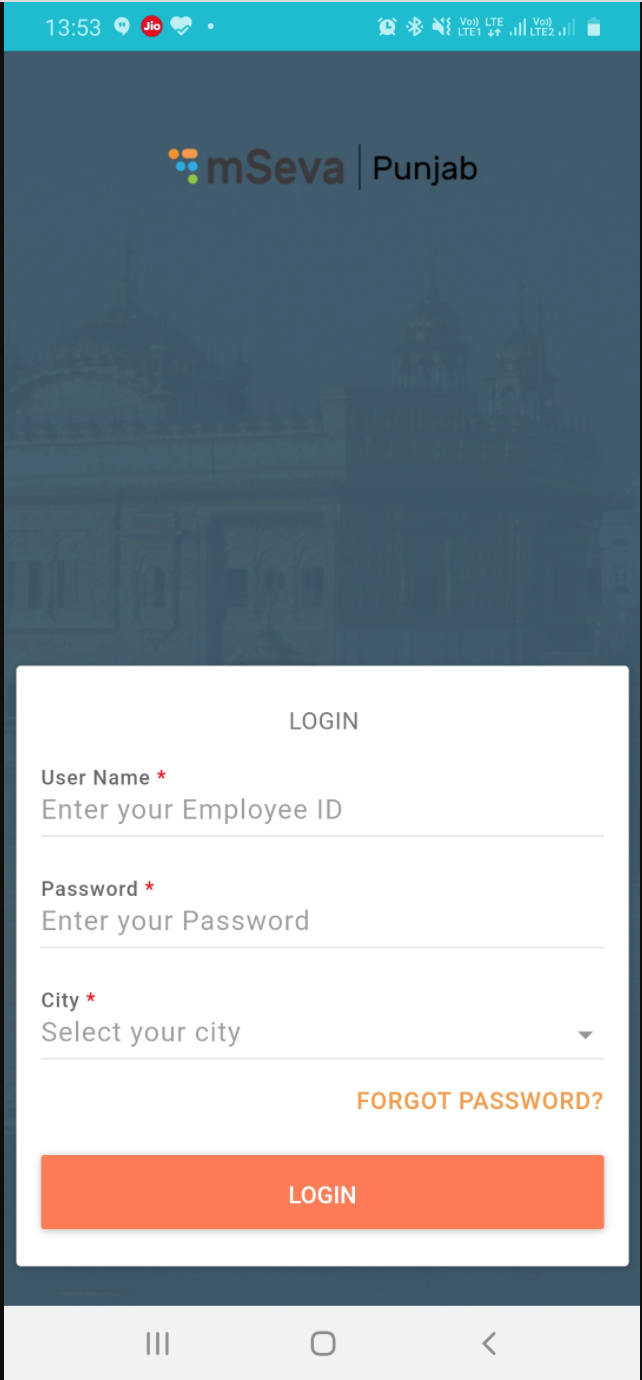 13:53 Jio Vo) LTE1 LTE Vo) LTE2
mSeva | Punjab
LOGIN
User Name *
Enter your Employee ID
Password *
Enter your Password
City *
Select your city
FORGOT PASSWORD?
LOGIN